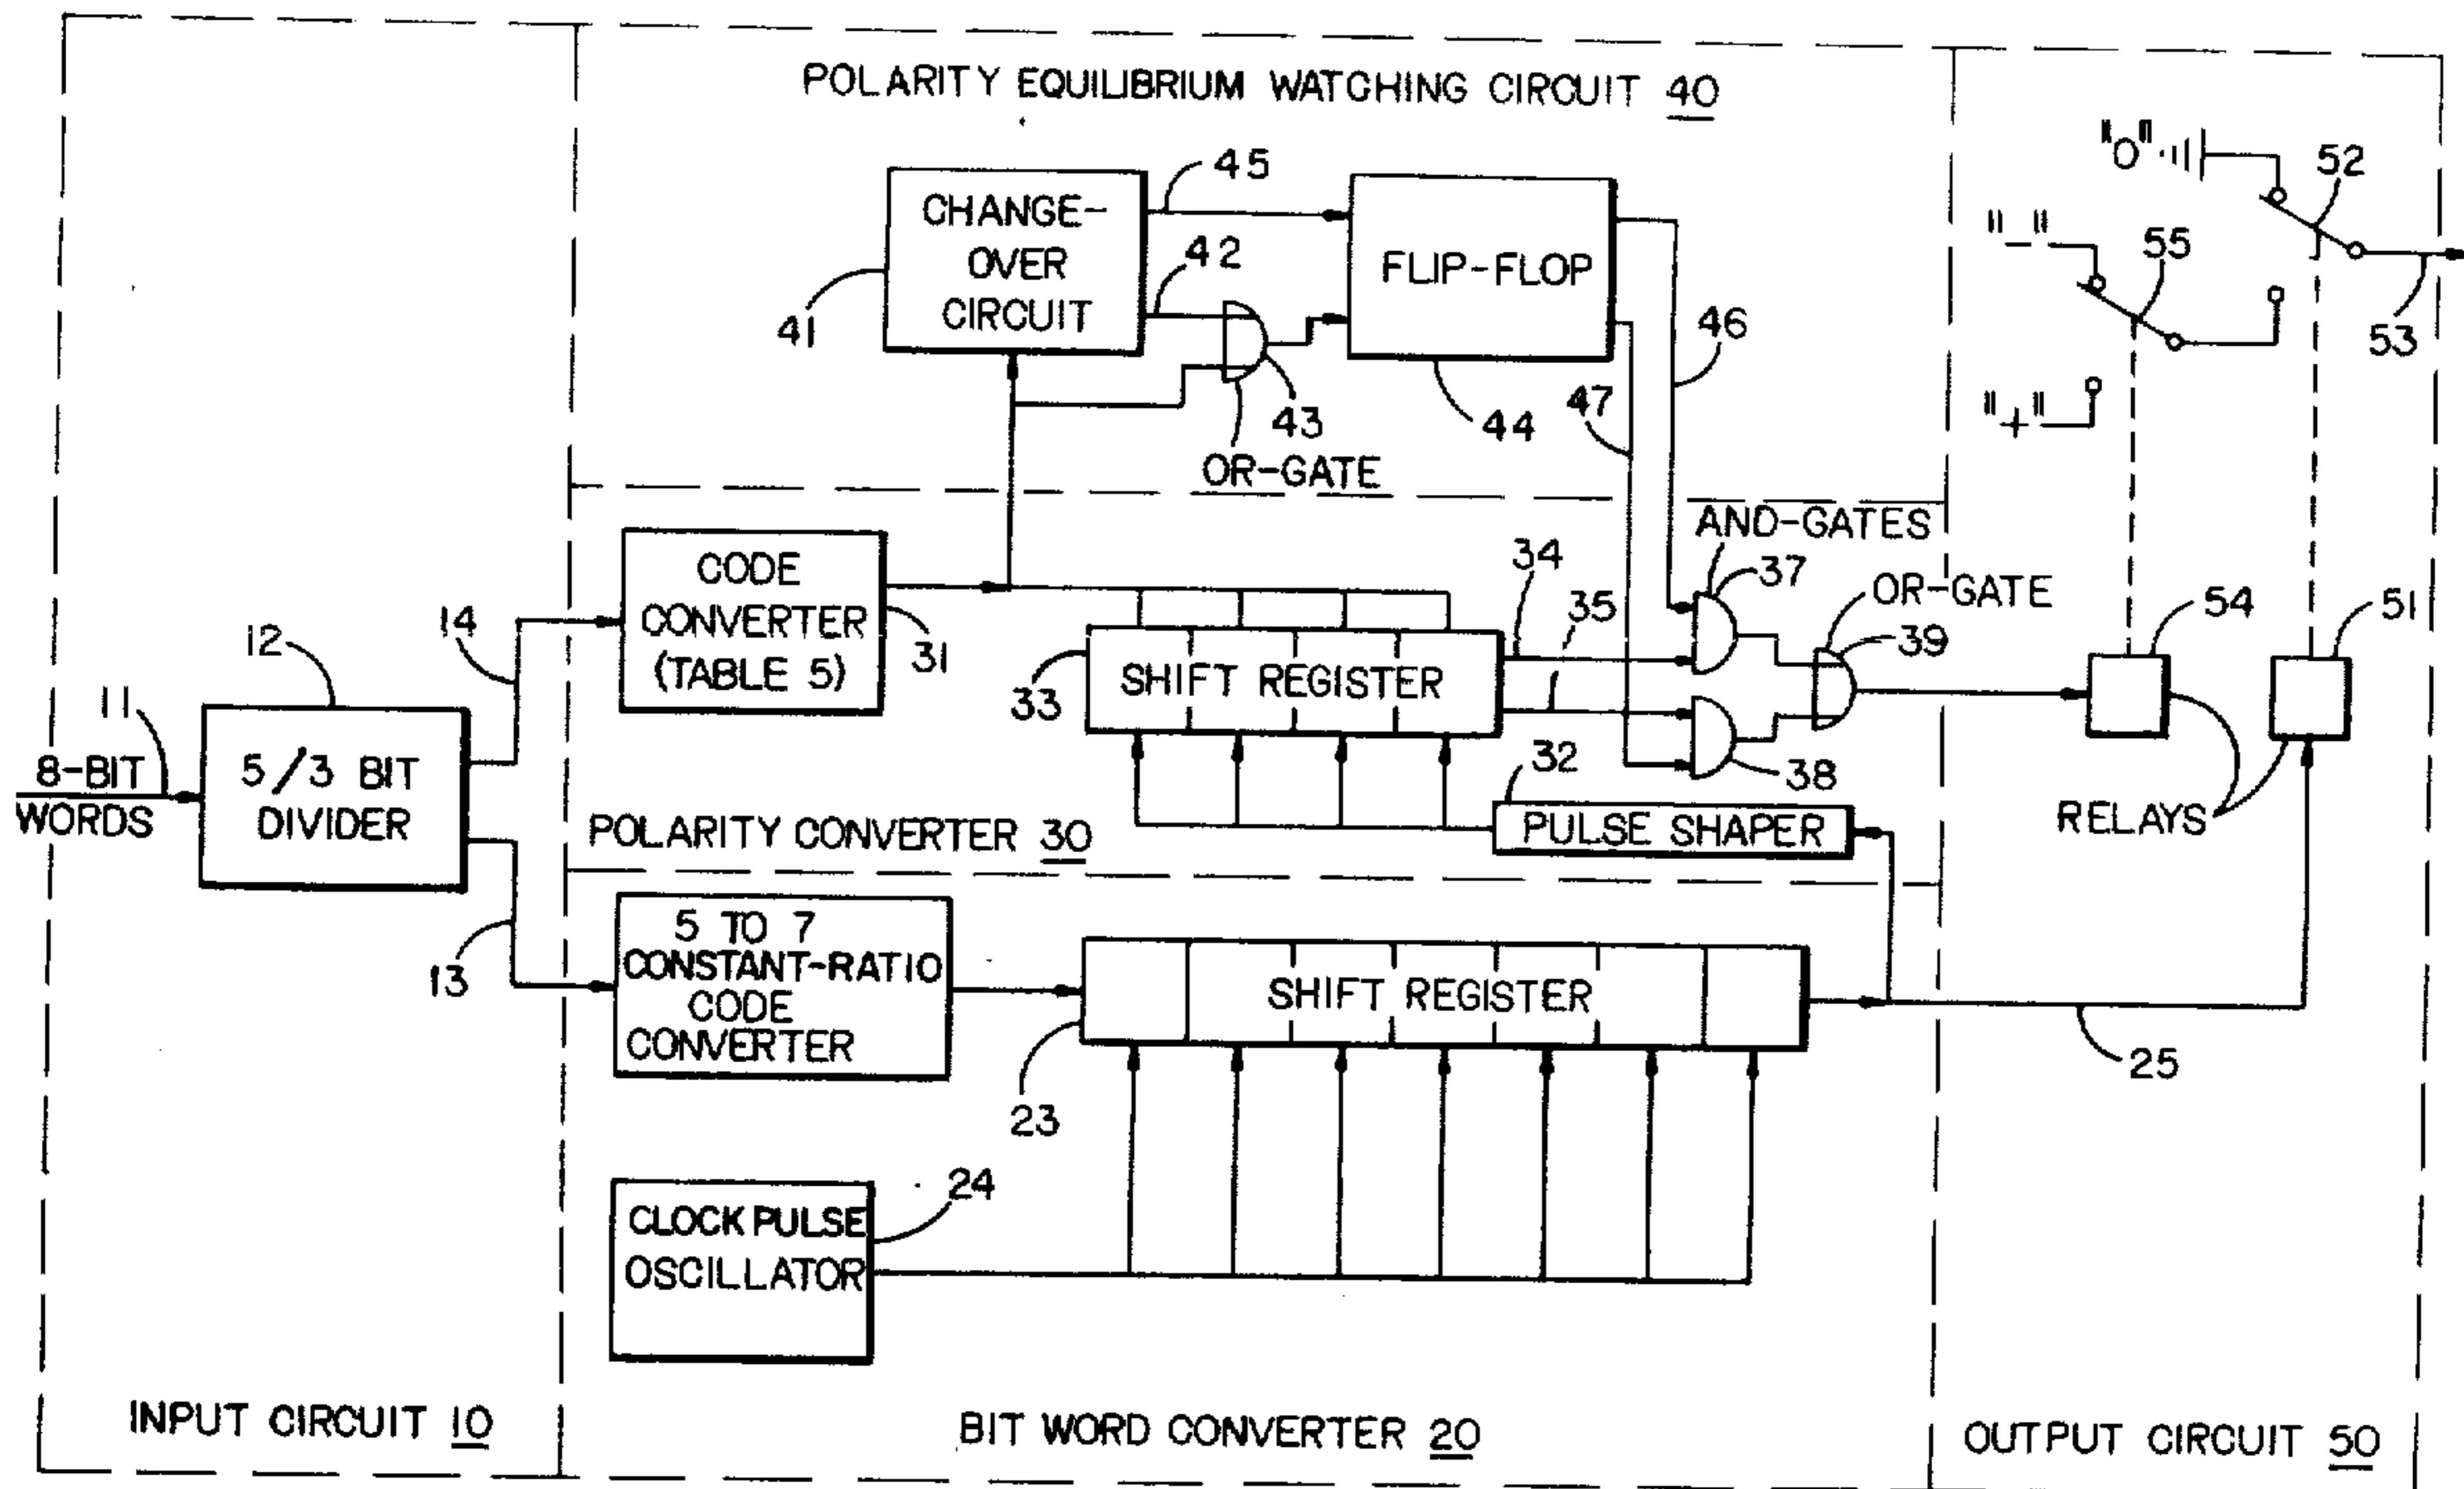 POLARITY EQUILIBRIUM WATCHING CIRCUIT 40
"0"
52
45
CHANGE-
OVER
CIRCUIT
42
FLIP-FLOP
"-"
55
41
46
53
43
44
47
"+"
OR-GATE
AND-GATES
CODE
CONVERTER
(TABLE 5)
34
37
OR-GATE
14
35
54
51
12
31
39
33
SHIFT REGISTER
11
32
38
8-BIT
WORDS
5/3 BIT
DIVIDER
RELAYS
POLARITY CONVERTER 30
PULSE SHAPER
5 TO 7
CONSTANT-RATIO
CODE
CONVERTER
13
SHIFT REGISTER
25
23
24
CLOCK PULSE
OSCILLATOR
INPUT CIRCUIT 10
BIT WORD CONVERTER 20
OUTPUT CIRCUIT 50